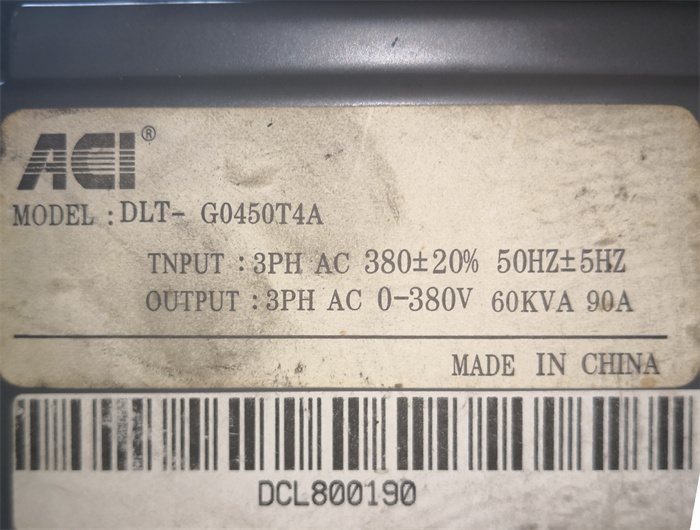 ACI®
MODEL : DLT- G0450T4A
TNPUT : 3PH AC 380±20% 50HZ±5HZ
OUTPUT : 3PH AC 0-380V 60KVA 90A
MADE IN CHINA
DCL800190